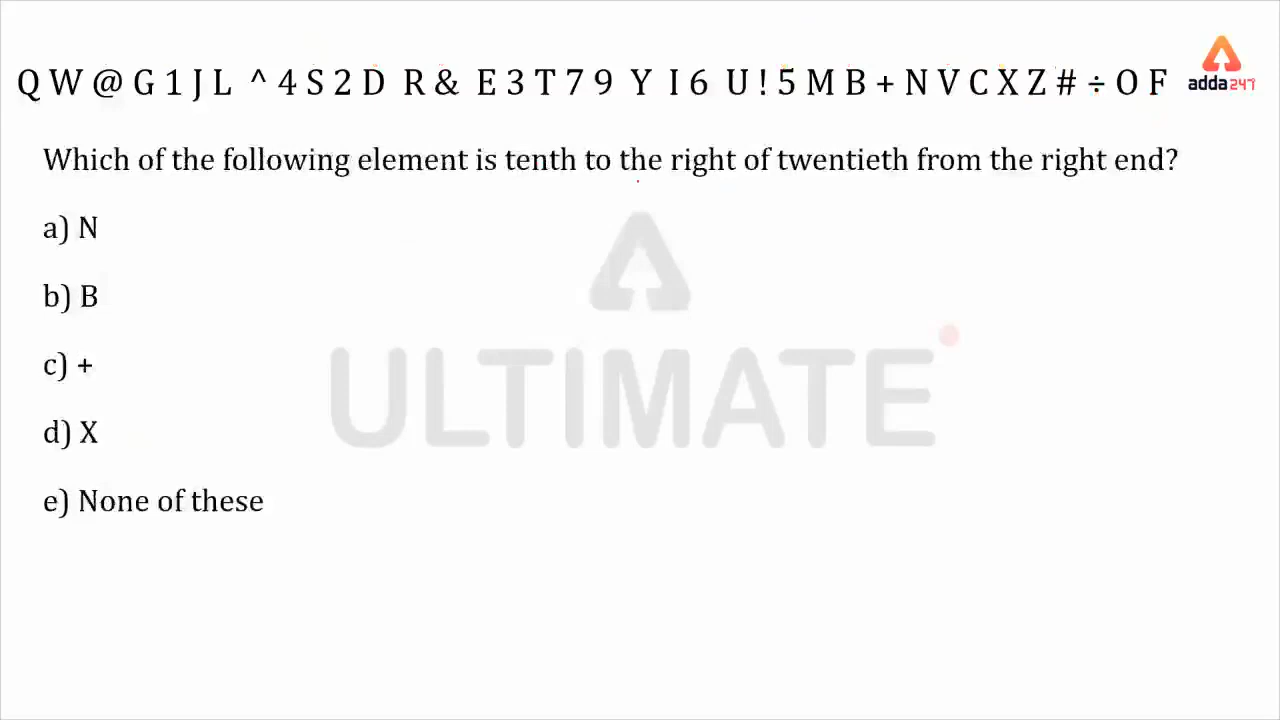 Q W @ G 1 J L ^ 4 S 2 D R & E 3 T 7 9 Y I 6 U ! 5 M B + N V C X Z # ÷ O F
adda247
Which of the following element is tenth to the right of twentieth from the right end?
a) N
b) B
c) +
d) X
e) None of these
ULTIMATE